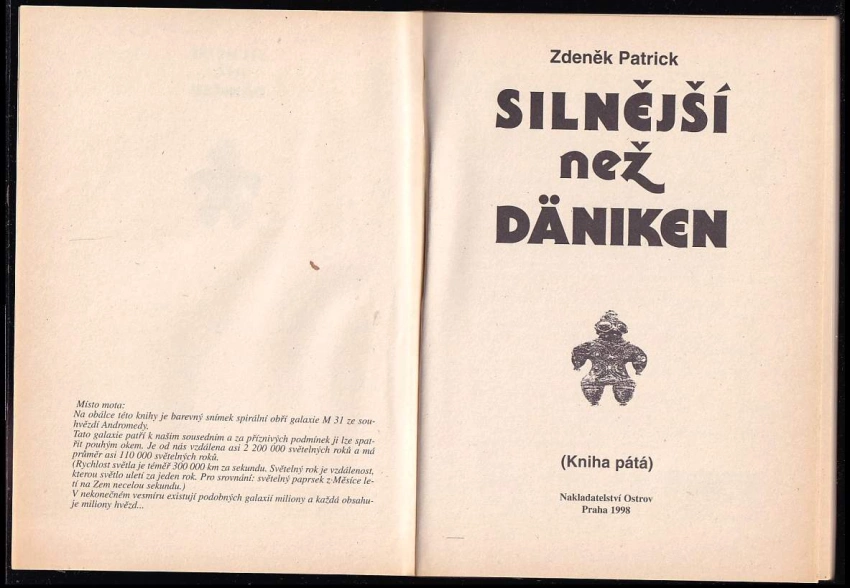 Místo mota:
Na obálce této knihy je barevný snímek spirální obří galaxie M 31 ze sou-
hvězdí Andromedy.
Tato galaxie patří k našim sousedním a za příznivých podmínek ji lze spat-
řit pouhým okem. Je od nás vzdálena asi 2 200 000 světelných roků a má
průměr asi 110 000 světelných roků.
(Rychlost světla je téměř 300 000 km za sekundu. Světelný rok je vzdálenost,
kterou světlo uletí za jeden rok. Pro srovnání: světelný paprsek z Měsíce le-
tí na Zem necelou sekundu.)
V nekonečném vesmíru existují podobných galaxií miliony a každá obsahu-
je miliony hvězd...
Zdeněk Patrick
SILNĚJŠÍ
než
DÄNIKEN
(Kniha pátá)
Nakladatelství Ostrov
Praha 1998